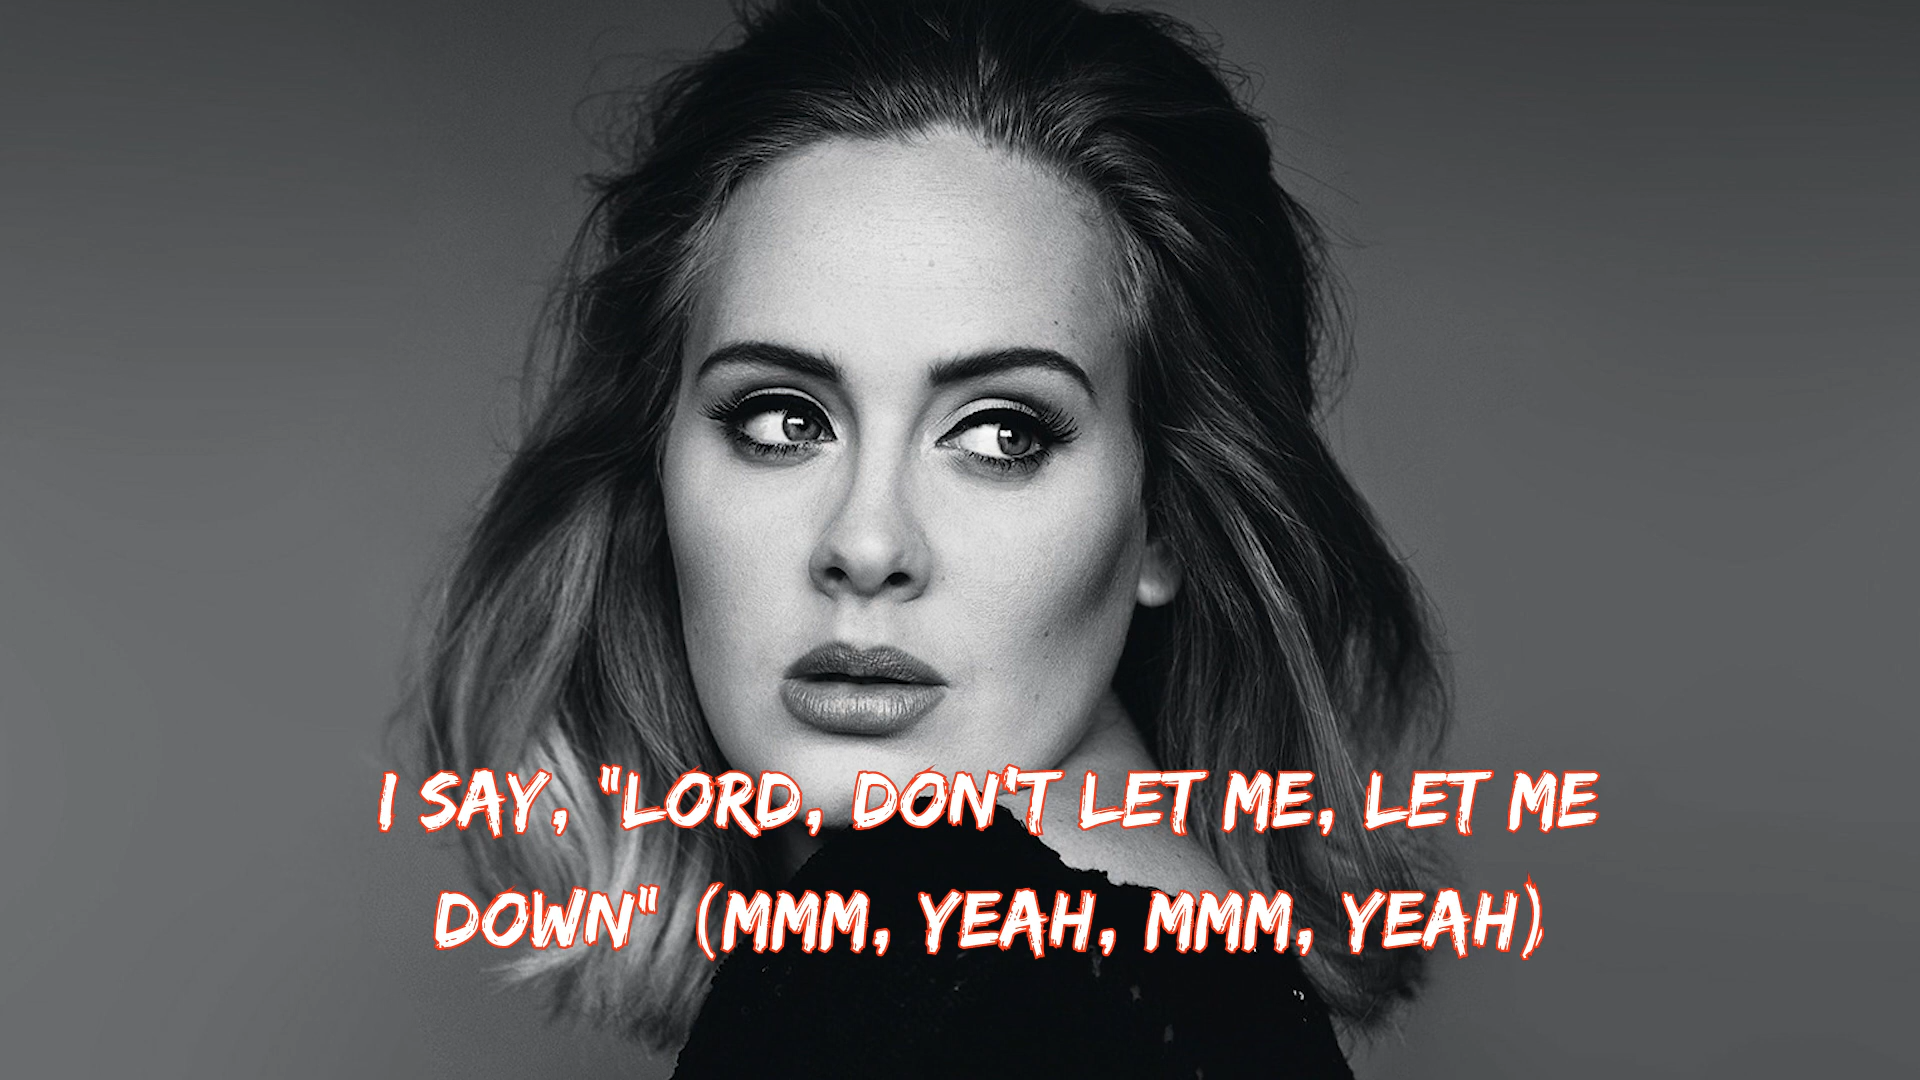 I SAY, "LORD, DON'T LET ME, LET ME
DOWN" (MMM, YEAH, MMM, YEAH)